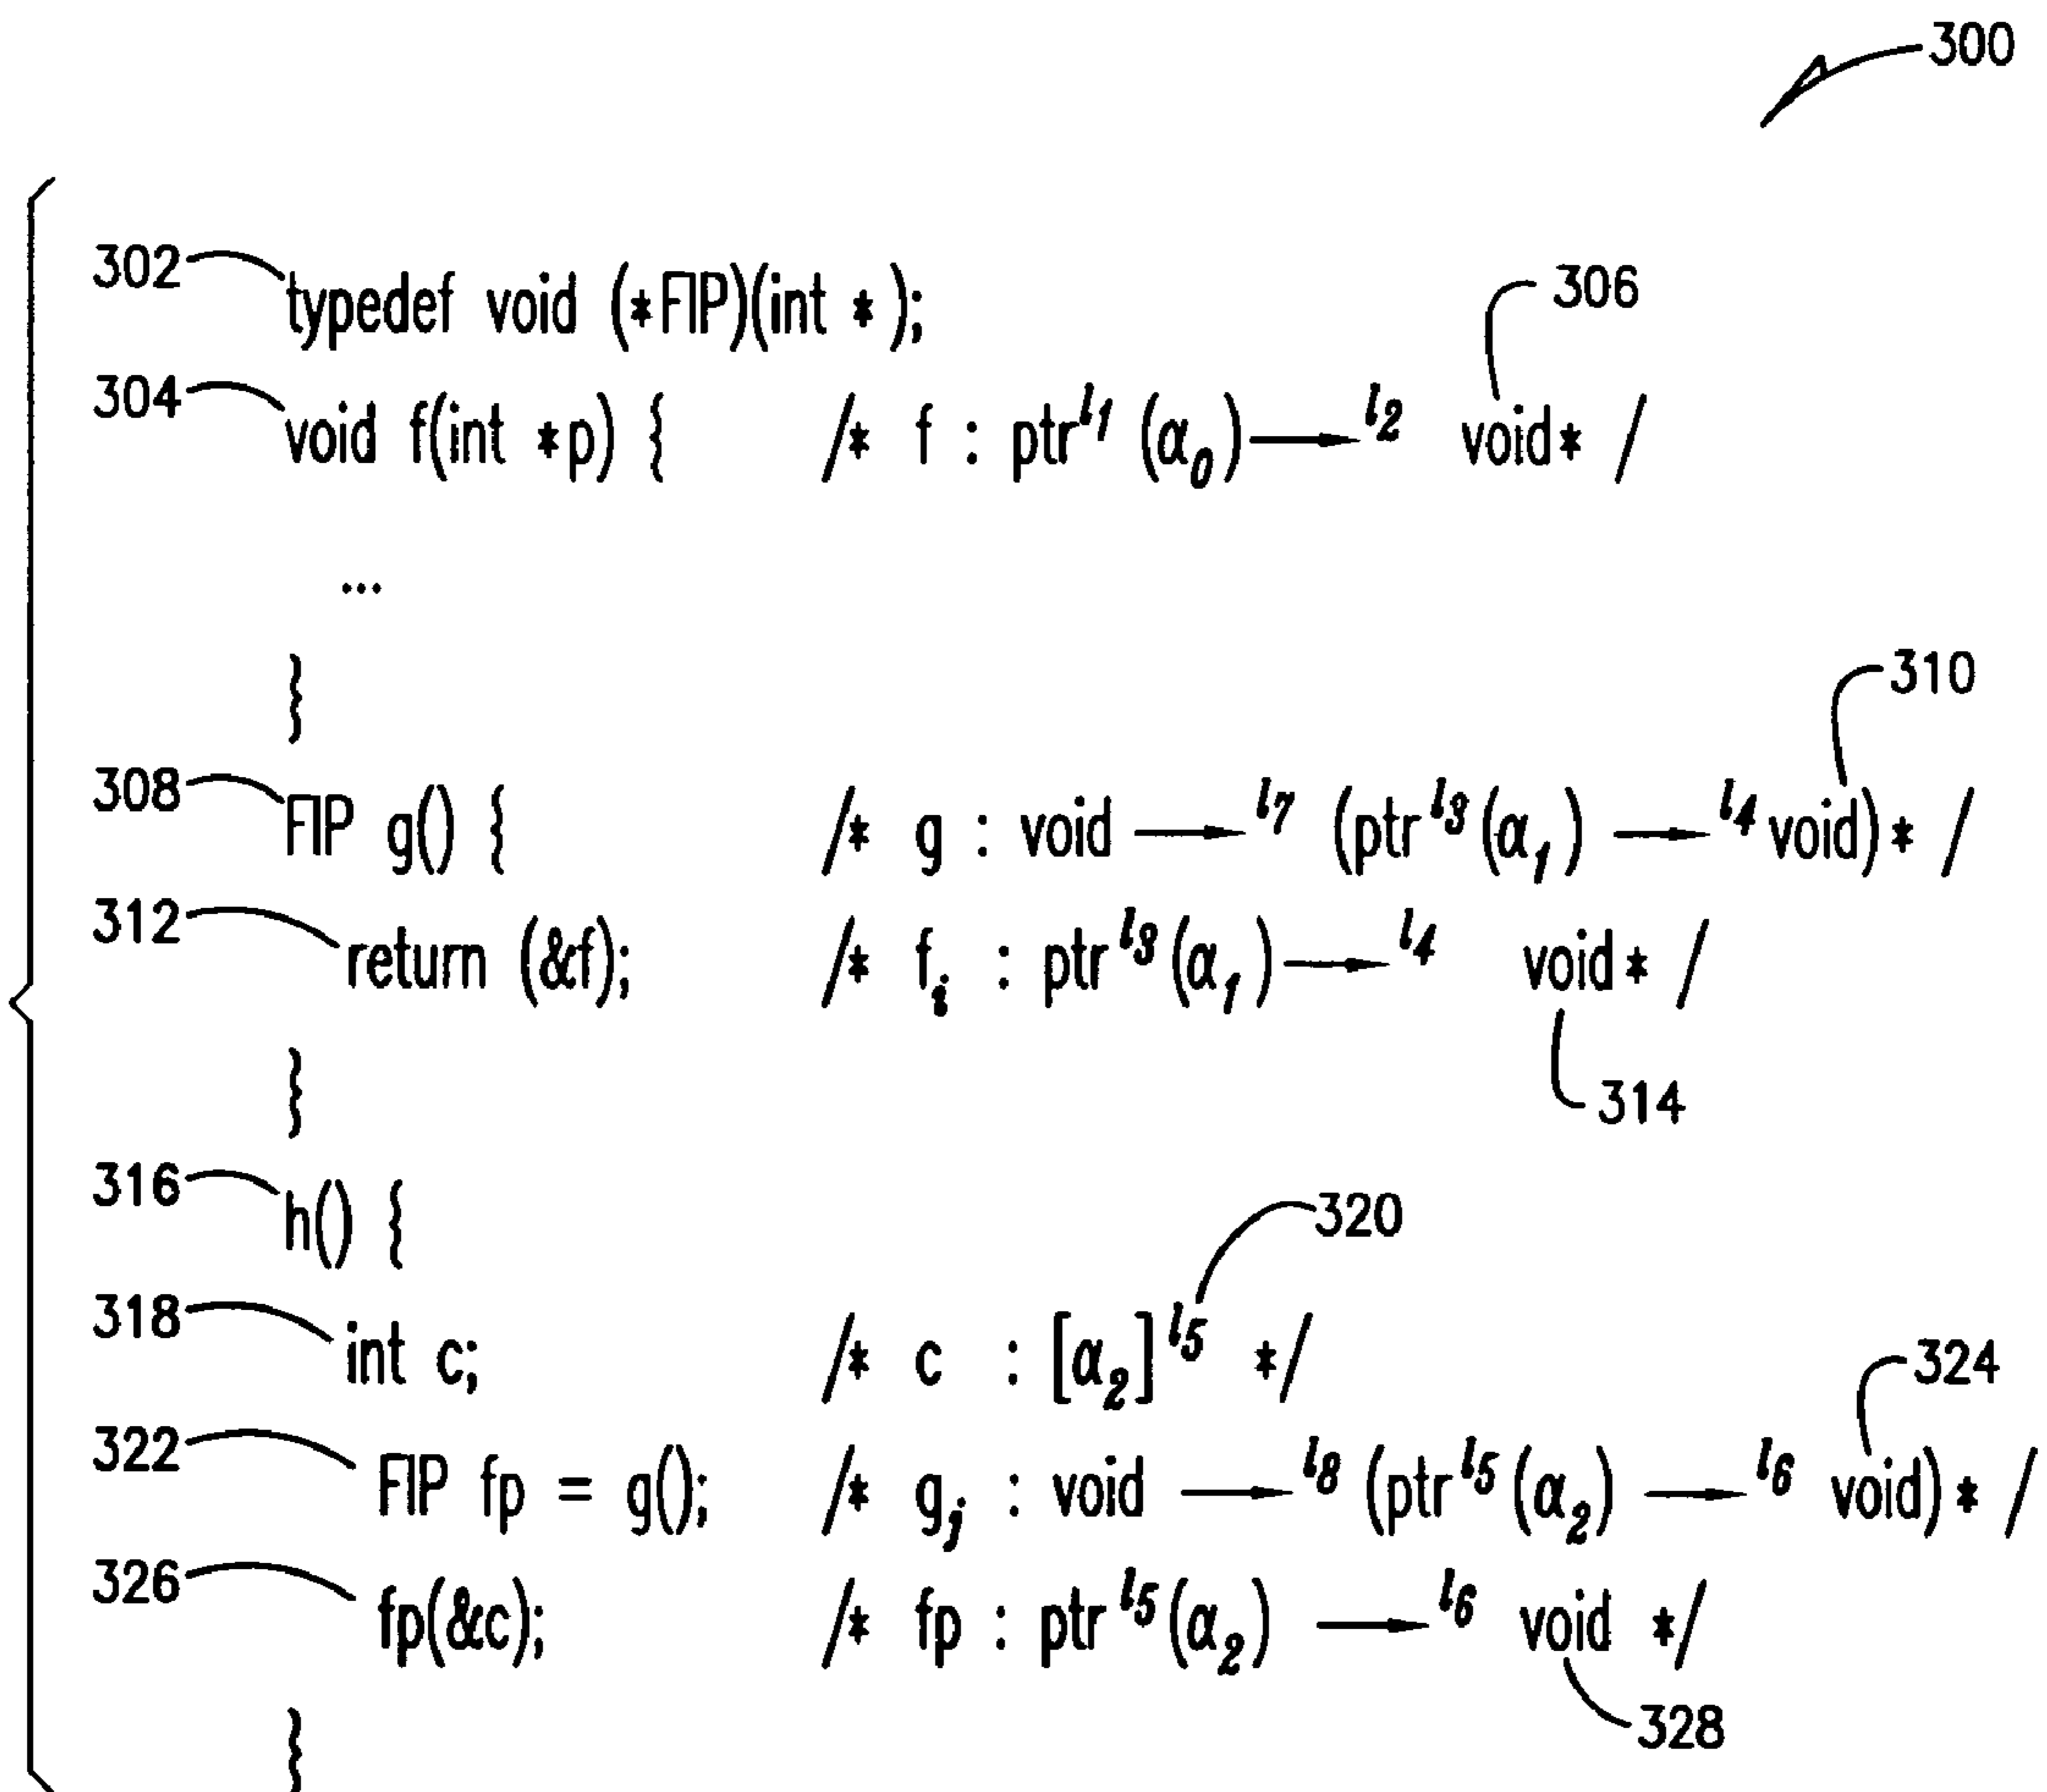 300
302 typedef void (*FIP)(int *); 306
304 void f(int *p) { /* f : ptr^l1 (α0) ⟶ ^l2 void* /
...
} 310
308 FIP g() { /* g : void ⟶ ^l7 (ptr^l3 (α1) ⟶ ^l4 void)* /
312 return (&f); /* fi : ptr^l3 (α1) ⟶ ^l4 void* /
} 314
316 h() { 320
318 int c; /* c : [α2]^l5 */ 324
322 FIP fp = g(); /* gj : void ⟶ ^l8 (ptr^l5 (α2) ⟶ ^l6 void)* /
326 fp(&c); /* fp : ptr^l5 (α2) ⟶ ^l6 void */
328
}